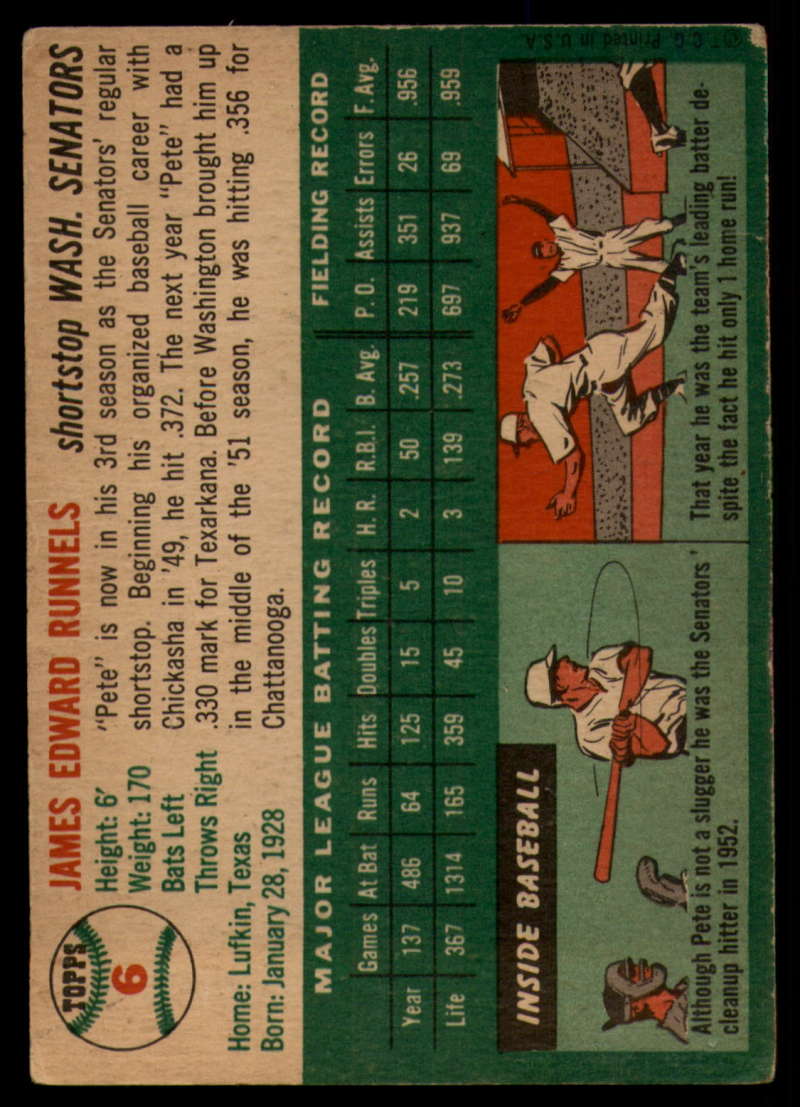 TOPPS
6
JAMES EDWARD RUNNELS shortstop WASH. SENATORS
Height: 6'
Weight: 170
Bats Left
Throws Right
Home: Lufkin, Texas
Born: January 28, 1928
"Pete" is now in his 3rd season as the Senators' regular
shortstop. Beginning his organized baseball career with
Chickasha in '49, he hit .372. The next year "Pete" had a
.330 mark for Texarkana. Before Washington brought him up
in the middle of the '51 season, he was hitting .356 for
Chattanooga.
MAJOR LEAGUE BATTING RECORD FIELDING RECORD
Games At Bat Runs Hits Doubles Triples H. R. R.B.I. B. Avg. P. O. Assists Errors F. Avg.
Year 137 486 64 125 15 5 2 50 .257 219 351 26 .956
Life 367 1314 165 359 45 10 3 139 .273 697 937 69 .959
INSIDE BASEBALL
Although Pete is not a slugger he was the Senators'
cleanup hitter in 1952.
That year he was the team's leading batter de-
spite the fact he hit only 1 home run!
© T. C. G. Printed in U. S. A.